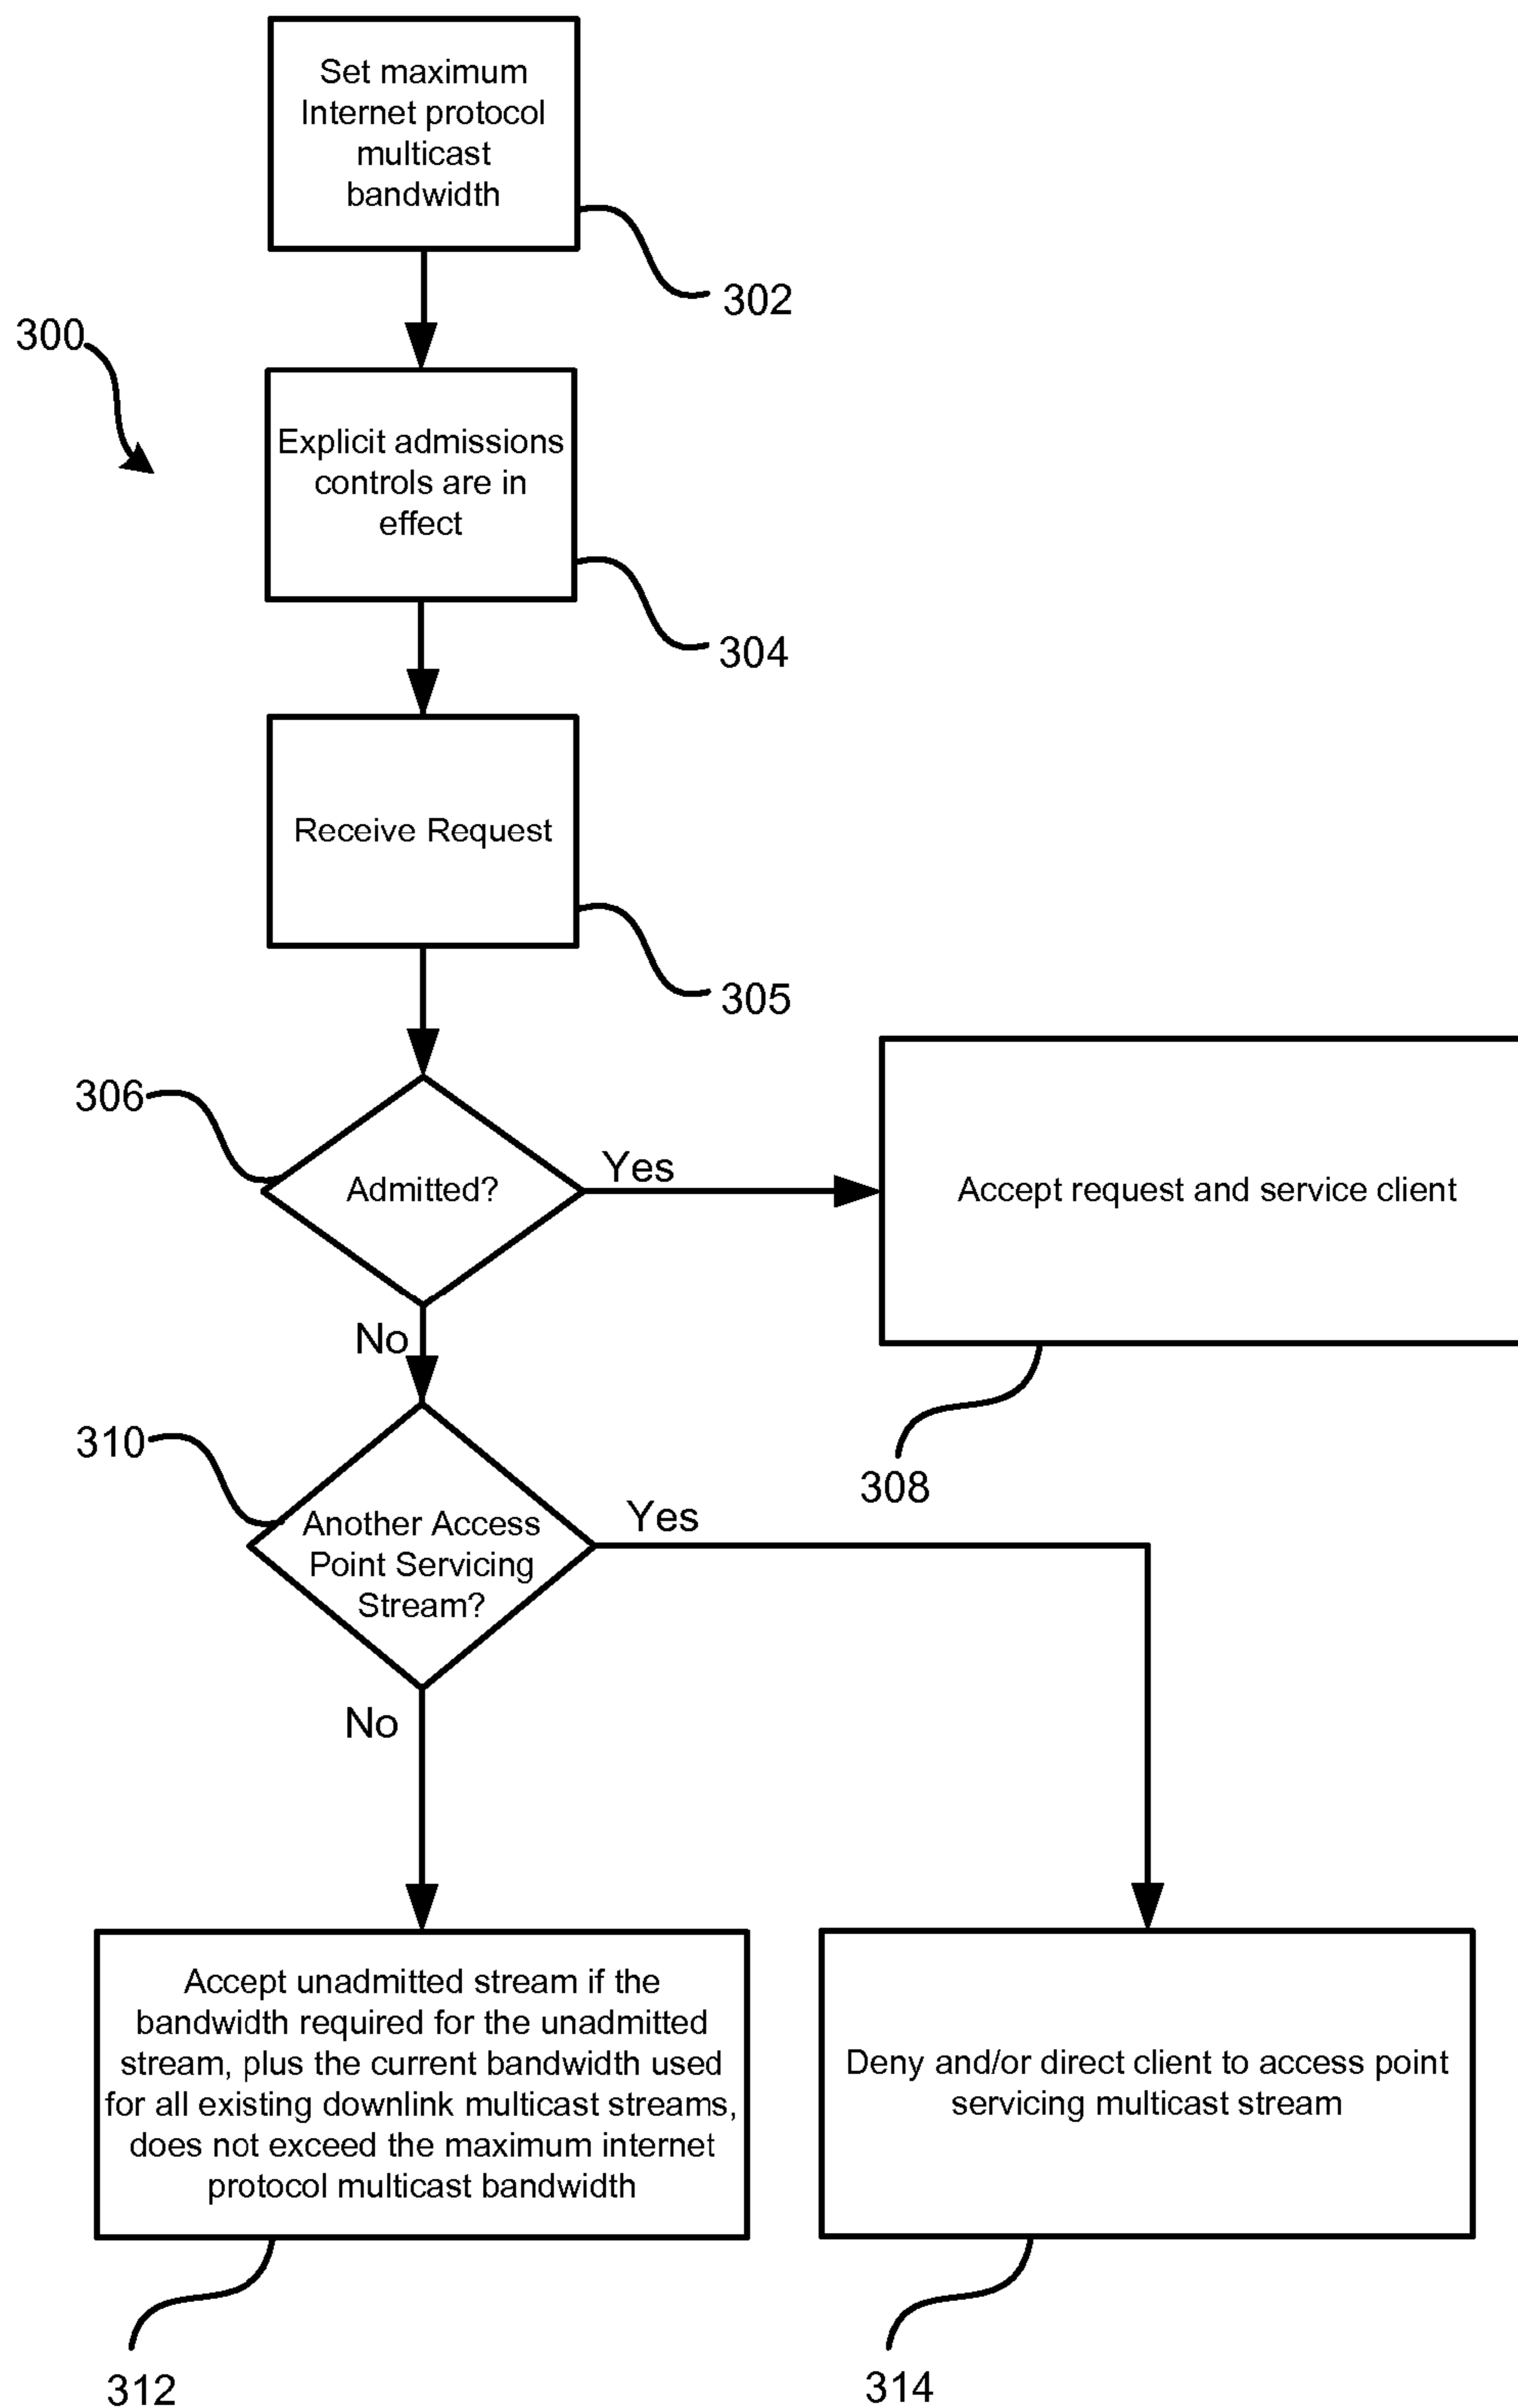 Set maximum
Internet protocol
multicast
bandwidth
302
300
Explicit admissions
controls are in
effect
304
Receive Request
305
306
Admitted?
Yes
Accept request and service client
No
308
310
Another Access
Point Servicing
Stream?
Yes
No
Accept unadmitted stream if the
bandwidth required for the unadmitted
stream, plus the current bandwidth used
for all existing downlink multicast streams,
does not exceed the maximum internet
protocol multicast bandwidth
Deny and/or direct client to access point
servicing multicast stream
312
314